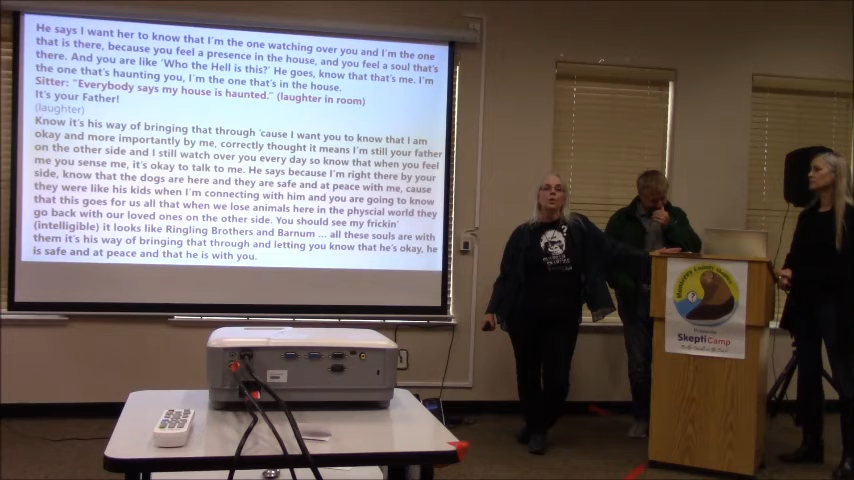 He says I want her to know that I'm the one watching over you and I'm the one
that is there, because you feel a presence in the house, and you feel a soul that's
there. And you are like 'Who the Hell is this?' He goes, know that that's me. I'm
the one that's haunting you, I'm the one that's in the house.
Sitter: "Everybody says my house is haunted." (laughter in room)
It's your Father!
(laughter)
Know it's his way of bringing that through 'cause I want you to know that I am
okay and more importantly by me, correctly thought it means I'm still your father
on the other side and I still watch over you every day so know that when you feel
me you sense me, it's okay to talk to me. He says because I'm right there by your
side, know that the dogs are here and they are safe and at peace with me, cause
they were like his kids when I'm connecting with him and you are going to know
that this goes for us all that when we lose animals here in the physcial world they
go back with our loved ones on the other side. You should see my frickin'
(intelligible) it looks like Ringling Brothers and Barnum ... all these souls are with
them it's his way of bringing that through and letting you know that he's okay, he
is safe and at peace and that he is with you.
?
Monterey County Skeptics
SkeptiCamp